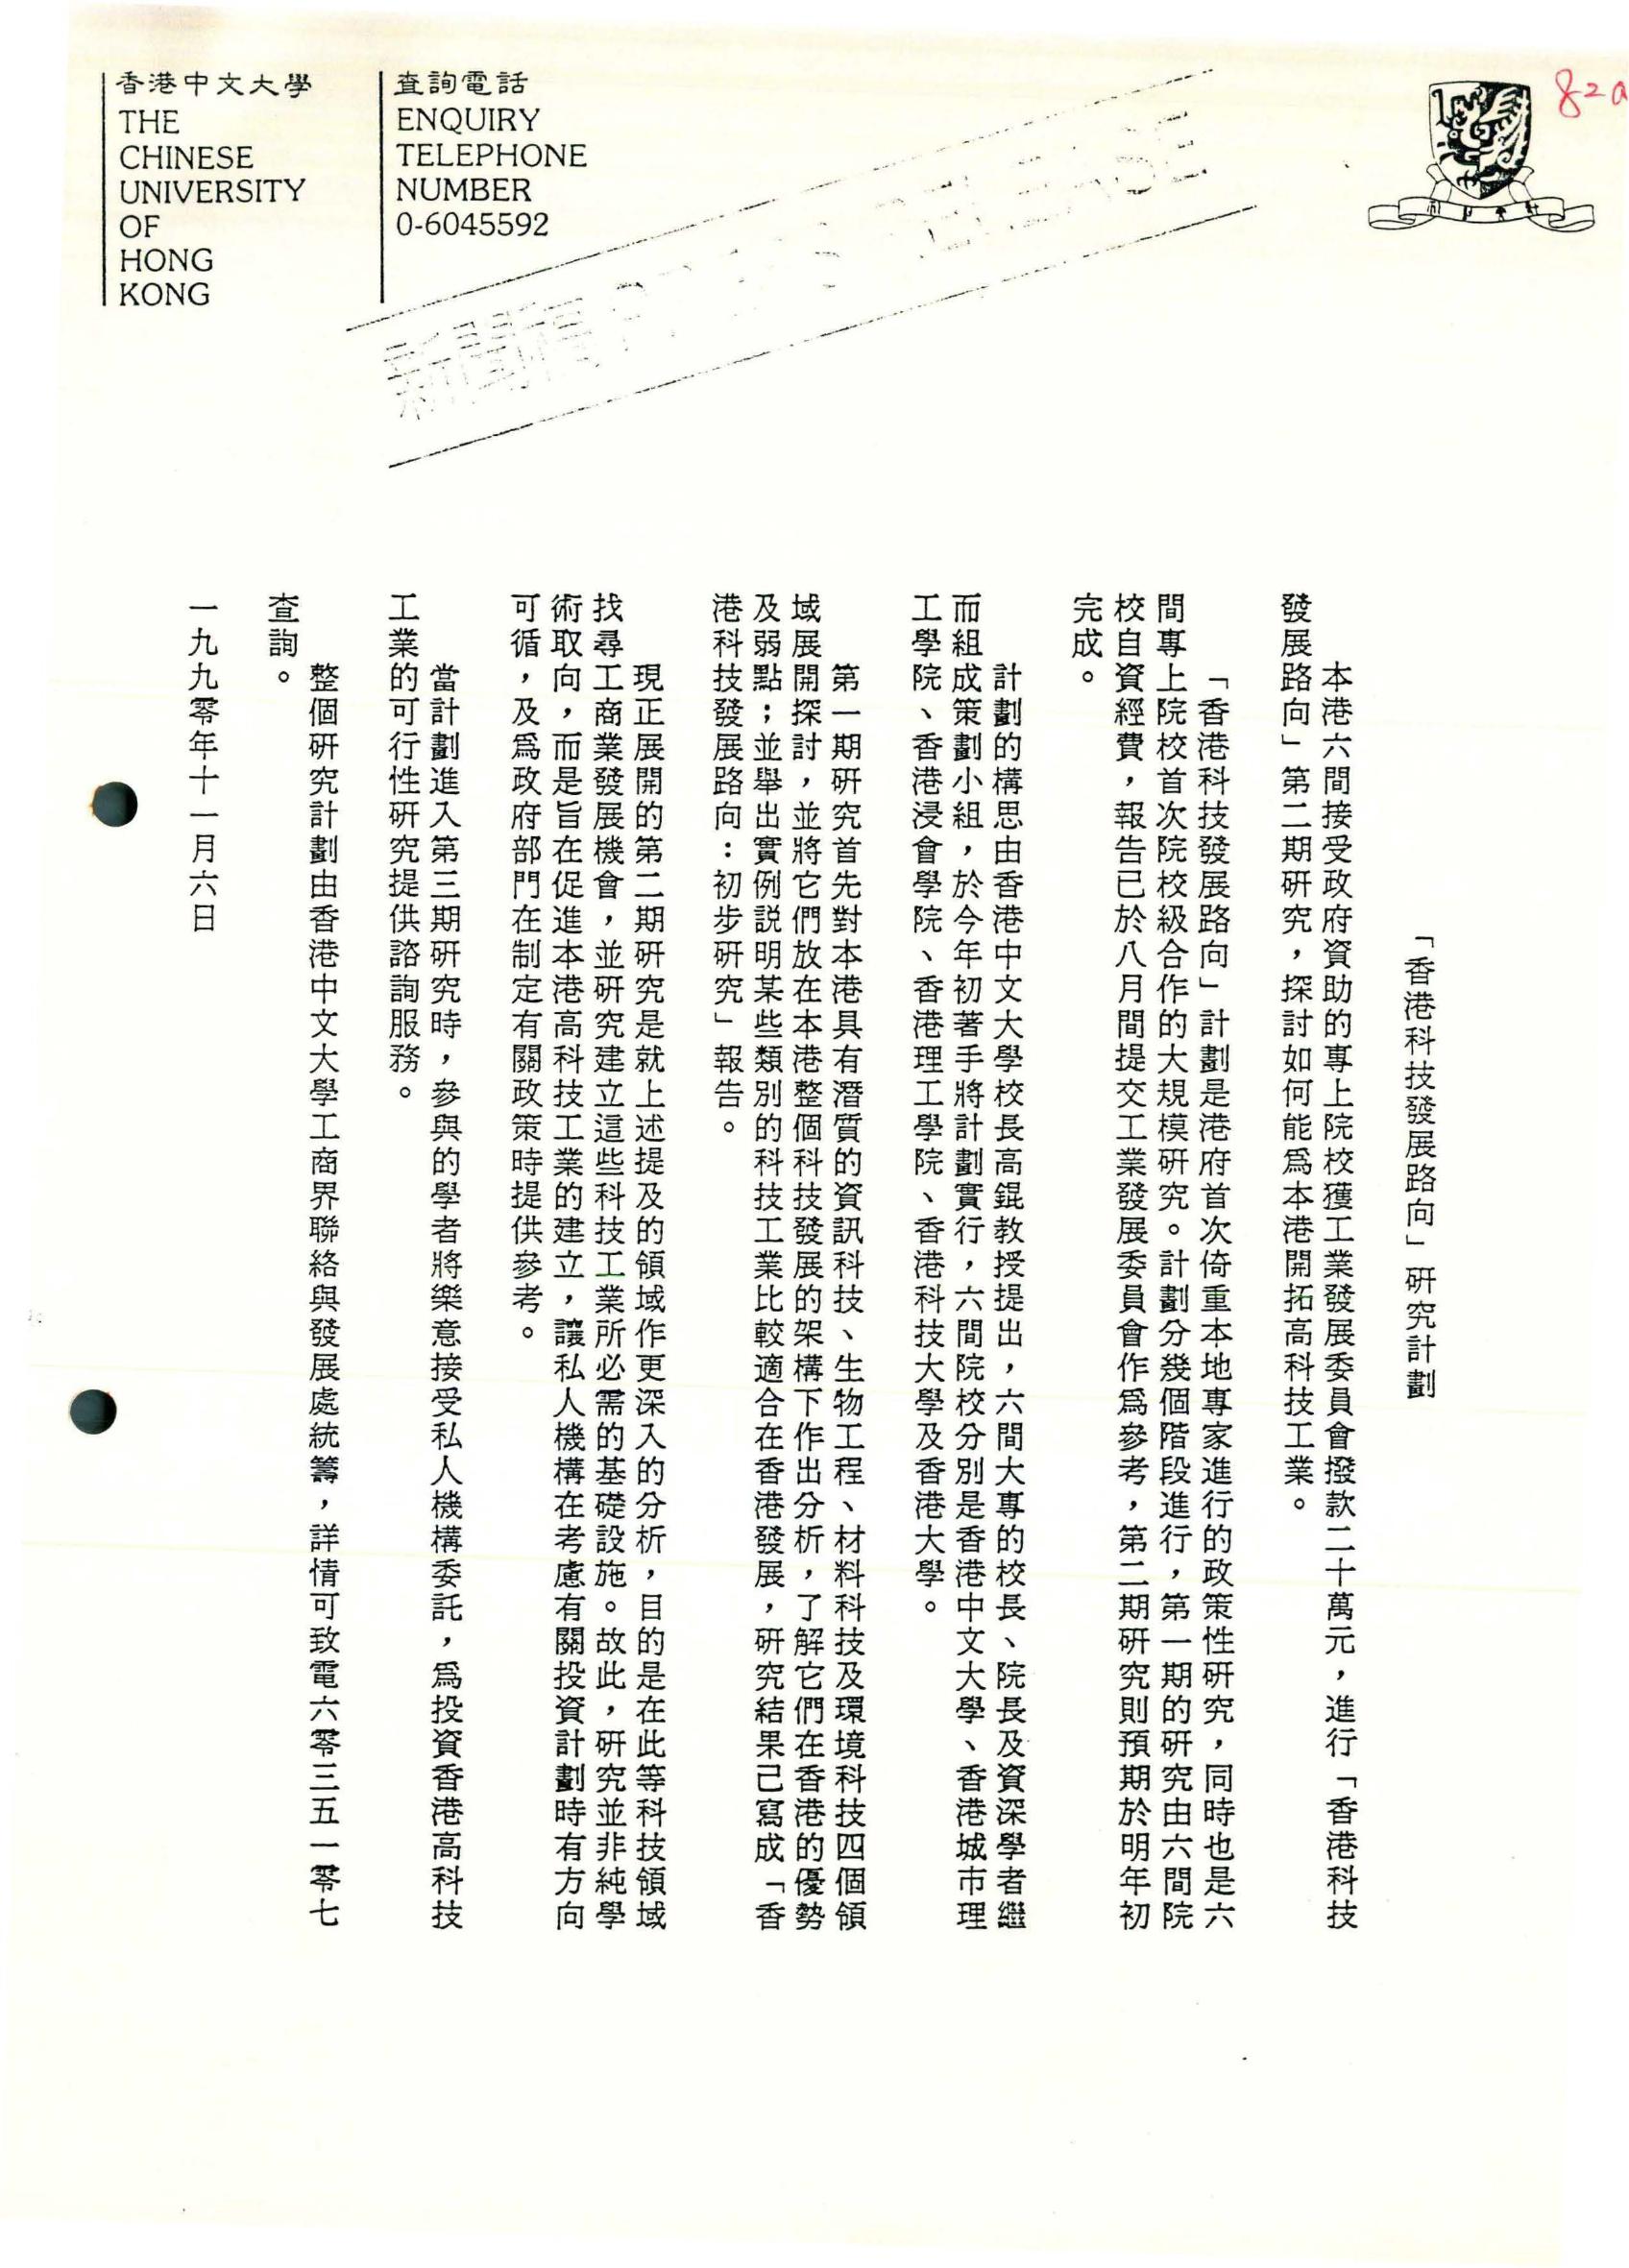 香港中文大學
THE
CHINESE
UNIVERSITY
OF
HONG
KONG
查詢電話
ENQUIRY
TELEPHONE
NUMBER
0-6045592
新聞稿 PRESS RELEASE
82a
「香港科技發展路向」研究計劃
本港六間接受政府資助的專上院校獲工業發展委員會撥款二十萬元，進行「香港科技
發展路向」第二期研究，探討如何能爲本港開拓高科技工業。
「香港科技發展路向」計劃是港府首次倚重本地專家進行的政策性研究，同時也是六
間專上院校首次院校級合作的大規模研究。計劃分幾個階段進行，第一期的研究由六間院
校自資經費，報告已於八月間提交工業發展委員會作爲參考，第二期研究則預期於明年初
完成。
計劃的構思由香港中文大學校長高錕教授提出，六間大專的校長、院長及資深學者繼
而組成策劃小組，於今年初著手將計劃實行，六間院校分別是香港中文大學、香港城市理
工學院、香港浸會學院、香港理工學院、香港科技大學及香港大學。
第一期研究首先對本港具有潛質的資訊科技、生物工程、材料科技及環境科技四個領
域展開探討，並將它們放在本港整個科技發展的架構下作出分析，了解它們在香港的優勢
及弱點；並舉出實例説明某些類別的科技工業比較適合在香港發展，研究結果己寫成「香
港科技發展路向：初步研究」報告。
現正展開的第二期研究是就上述提及的領域作更深入的分析，目的是在此等科技領域
找尋工商業發展機會，並研究建立這些科技工業所必需的基礎設施。故此，研究並非純學
術取向，而是旨在促進本港高科技工業的建立，讓私人機構在考慮有關投資計劃時有方向
可循，及爲政府部門在制定有關政策時提供參考。
當計劃進入第三期研究時，參與的學者將樂意接受私人機構委託，爲投資香港高科技
工業的可行性研究提供諮詢服務。
整個研究計劃由香港中文大學工商界聯絡與發展處統籌，詳情可致電六零三五一零七
查詢。
一九九零年十一月六日